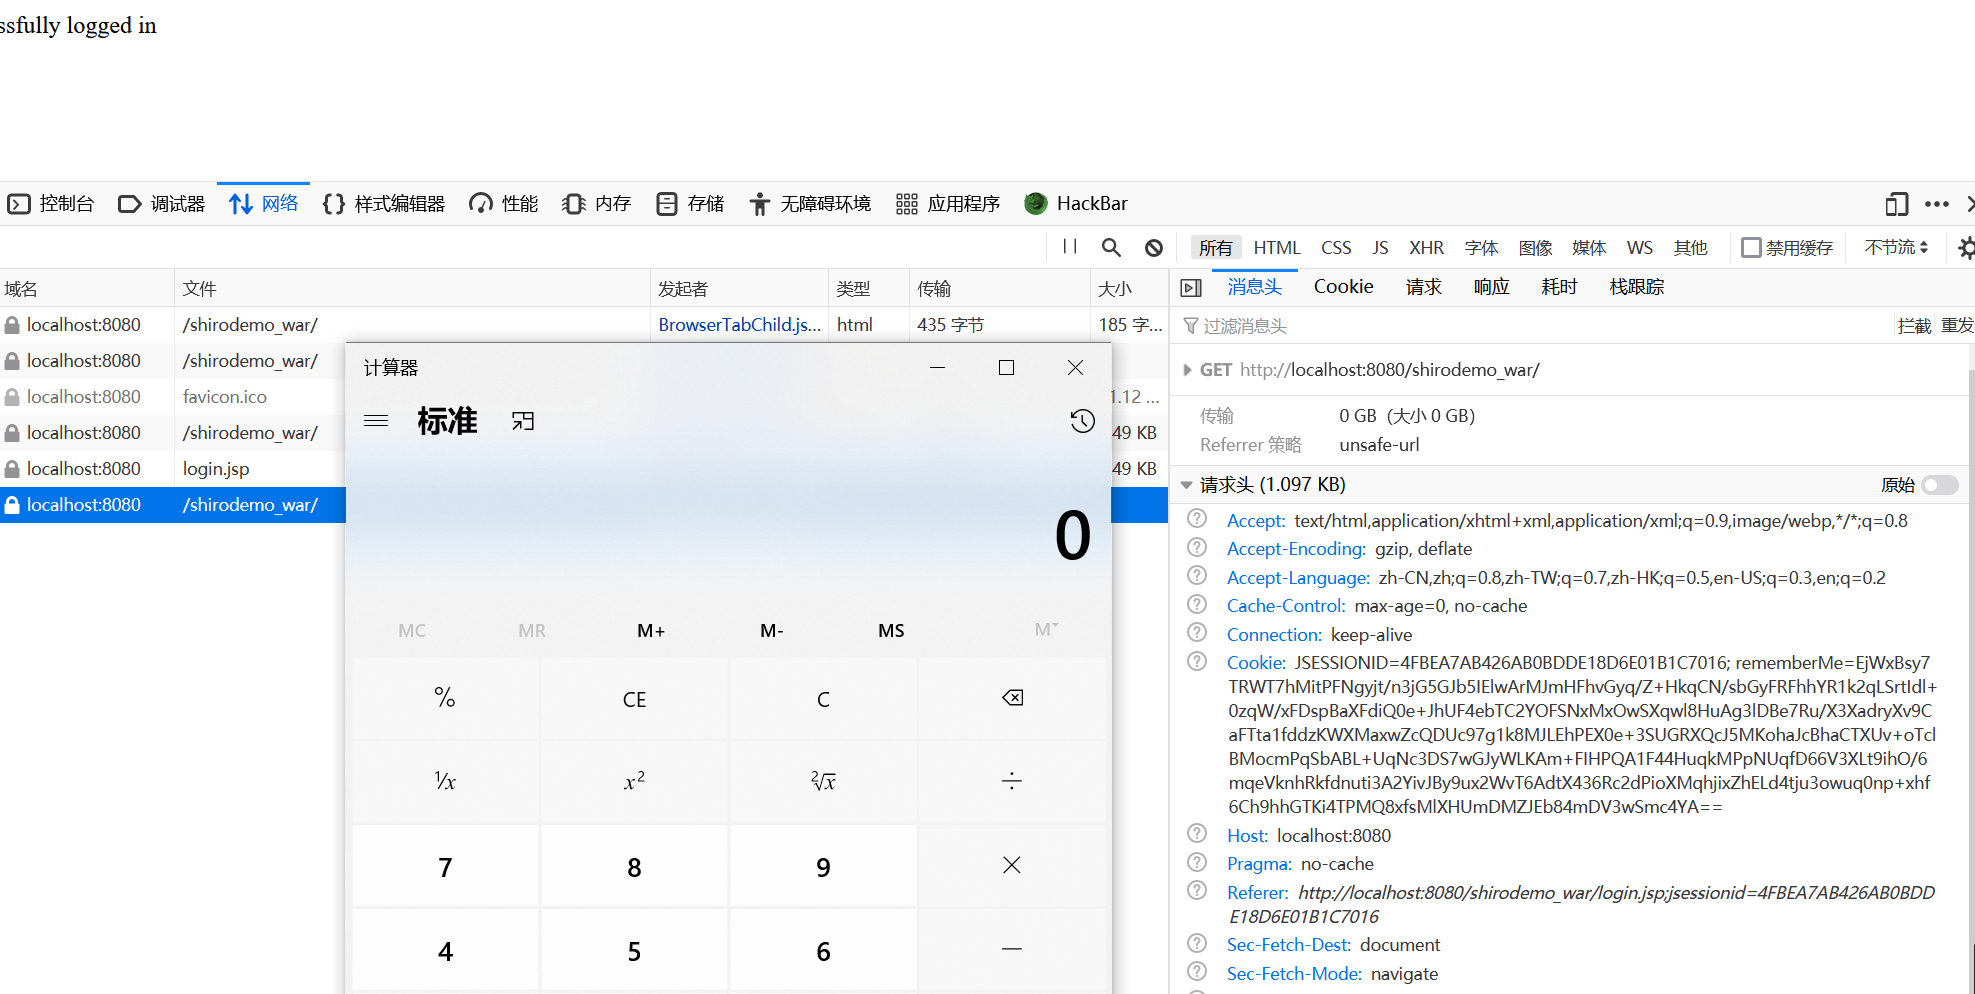 ssfully logged in
控制台 调试器 网络 样式编辑器 性能 内存 存储 无障碍环境 应用程序 HackBar
所有 HTML CSS JS XHR 字体 图像 媒体 WS 其他 禁用缓存 不节流
域名 文件 发起者 类型 传输 大小
localhost:8080 /shirodemo_war/ BrowserTabChild.js... html 435 字节 185 字...
localhost:8080 /shirodemo_war/
localhost:8080 favicon.ico 1.12 ...
localhost:8080 /shirodemo_war/ 49 KB
localhost:8080 login.jsp 49 KB
localhost:8080 /shirodemo_war/
计算器
标准
0
MC MR M+ M- MS M
% CE C
¹/x x² ²√x ÷
7 8 9 ×
4 5 6 −
消息头 Cookie 请求 响应 耗时 栈跟踪
过滤消息头 拦截 重发
GET http://localhost:8080/shirodemo_war/
传输 0 GB (大小 0 GB)
Referrer 策略 unsafe-url
请求头 (1.097 KB) 原始
Accept: text/html,application/xhtml+xml,application/xml;q=0.9,image/webp,*/*;q=0.8
Accept-Encoding: gzip, deflate
Accept-Language: zh-CN,zh;q=0.8,zh-TW;q=0.7,zh-HK;q=0.5,en-US;q=0.3,en;q=0.2
Cache-Control: max-age=0, no-cache
Connection: keep-alive
Cookie: JSESSIONID=4FBEA7AB426AB0BDDE18D6E01B1C7016; rememberMe=EjWxBsy7
TRWT7hMitPFNgyjt/n3jG5GJb5IElwArMJmHFhvGyq/Z+HkqCN/sbGyFRFhhYR1k2qLSrtIdl+
0zqW/xFDspBaXFdiQ0e+JhUF4ebTC2YOFSNxMxOwSXqwl8HuAg3lDBe7Ru/X3XadryXv9C
aFTta1fddzKWXMaxwZcQDUc97g1k8MJLEhPEX0e+3SUGRXQcJ5MKohaJcBhaCTXUv+oTcl
BMocmPqSbABL+UqNc3DS7wGJyWLKAm+FIHPQA1F44HuqkMPpNUqfD66V3XLt9ihO/6
mqeVknhRkfdnuti3A2YivJBy9ux2WvT6AdtX436Rc2dPioXMqhjixZhELd4tju3owuq0np+xhf
6Ch9hhGTKi4TPMQ8xfsMlXHUmDMZJEb84mDV3wSmc4YA==
Host: localhost:8080
Pragma: no-cache
Referer: http://localhost:8080/shirodemo_war/login.jsp;jsessionid=4FBEA7AB426AB0BDD
E18D6E01B1C7016
Sec-Fetch-Dest: document
Sec-Fetch-Mode: navigate